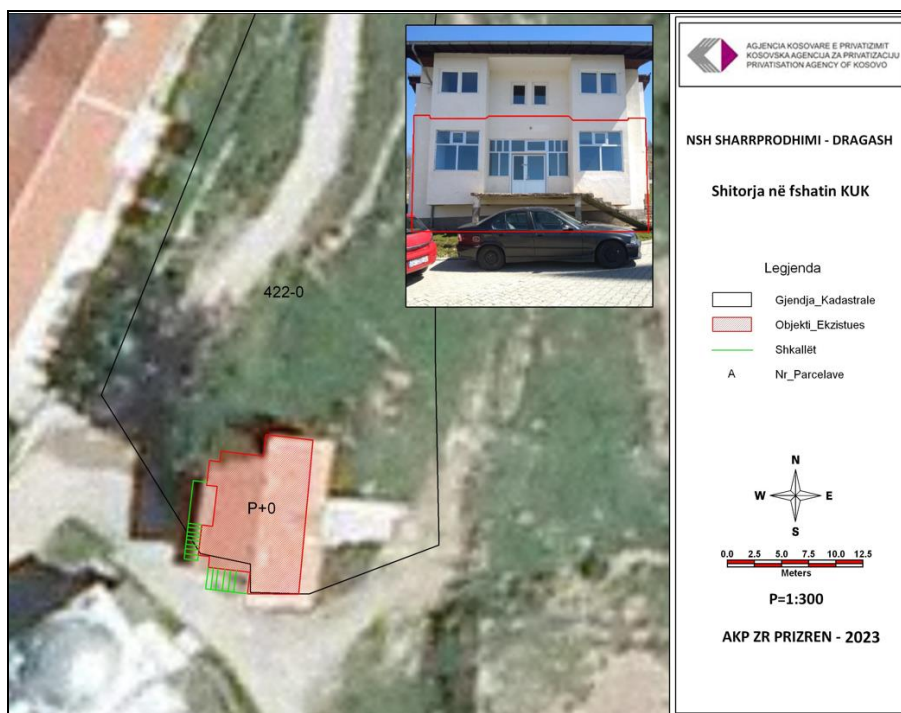 422-0
P+0
AGJENCIA KOSOVARE E PRIVATIZIMIT
KOSOVSKA AGENCIJA ZA PRIVATIZACIJU
PRIVATISATION AGENCY OF KOSOVO
NSH SHARRPRODHIMI - DRAGASH
Shitorja në fshatin KUK
Legjenda
Gjendja_Kadastrale
Objekti_Ekzistues
Shkallët
A Nr_Parcelave
N
W E
S
0.0 2.5 5.0 7.5 10.0 12.5
Meters
P=1:300
AKP ZR PRIZREN - 2023